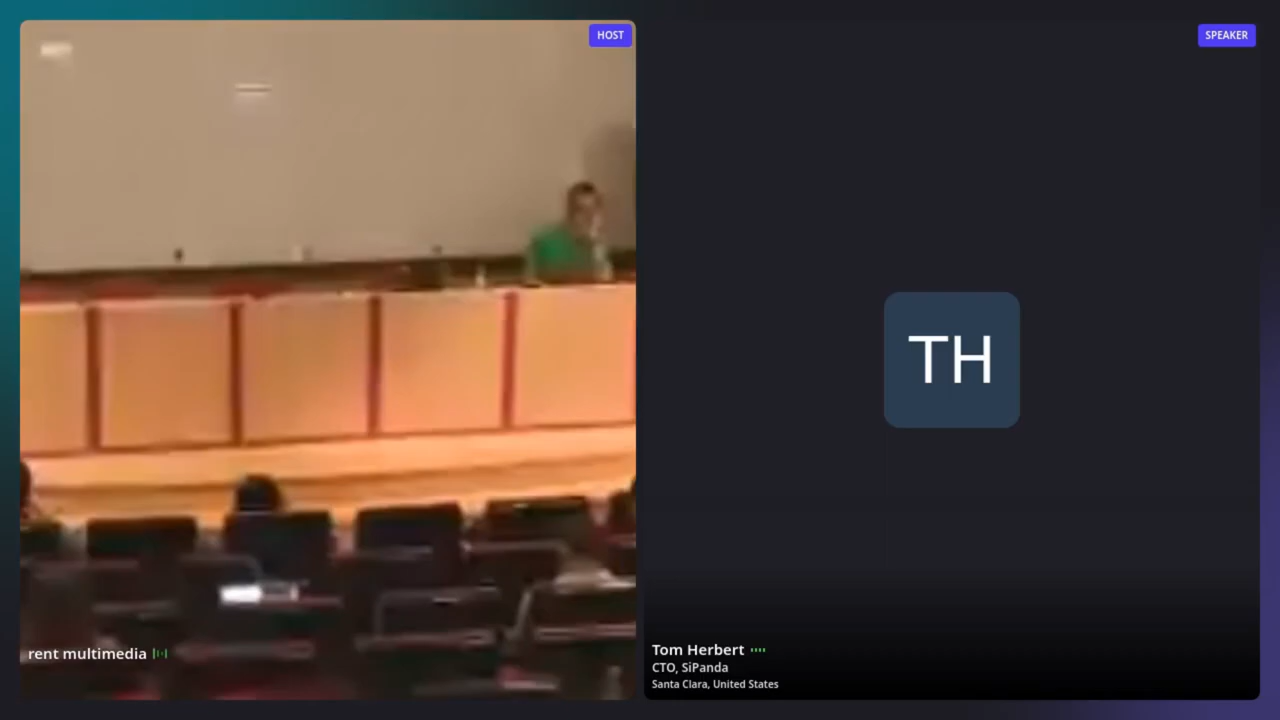 HOST
SPEAKER
TH
rent multimedia
Tom Herbert
CTO, SiPanda
Santa Clara, United States